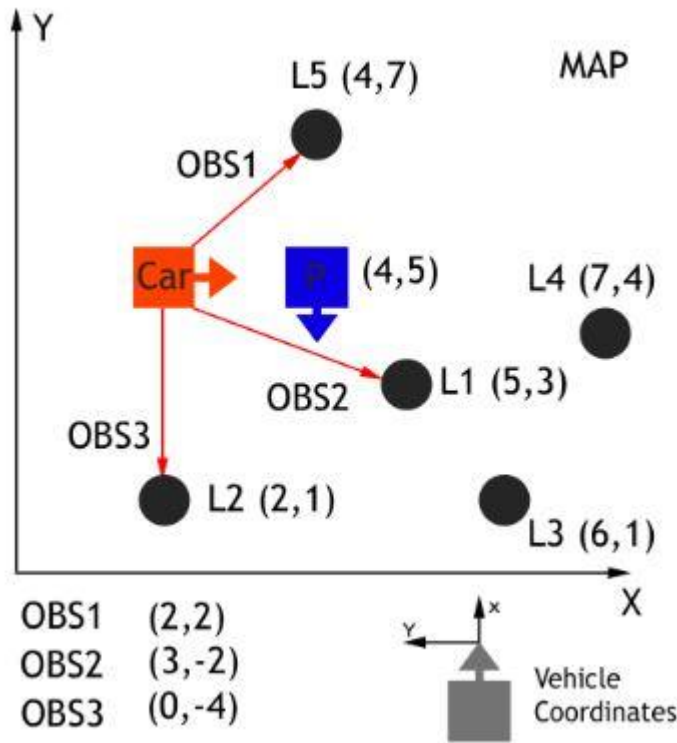 Y
L5 (4,7)
MAP
OBS1
Car
P
(4,5)
L4 (7,4)
OBS2
L1 (5,3)
OBS3
L2 (2,1)
L3 (6,1)
X
OBS1 (2,2)
OBS2 (3,-2)
OBS3 (0,-4)
x
Y
Vehicle
Coordinates